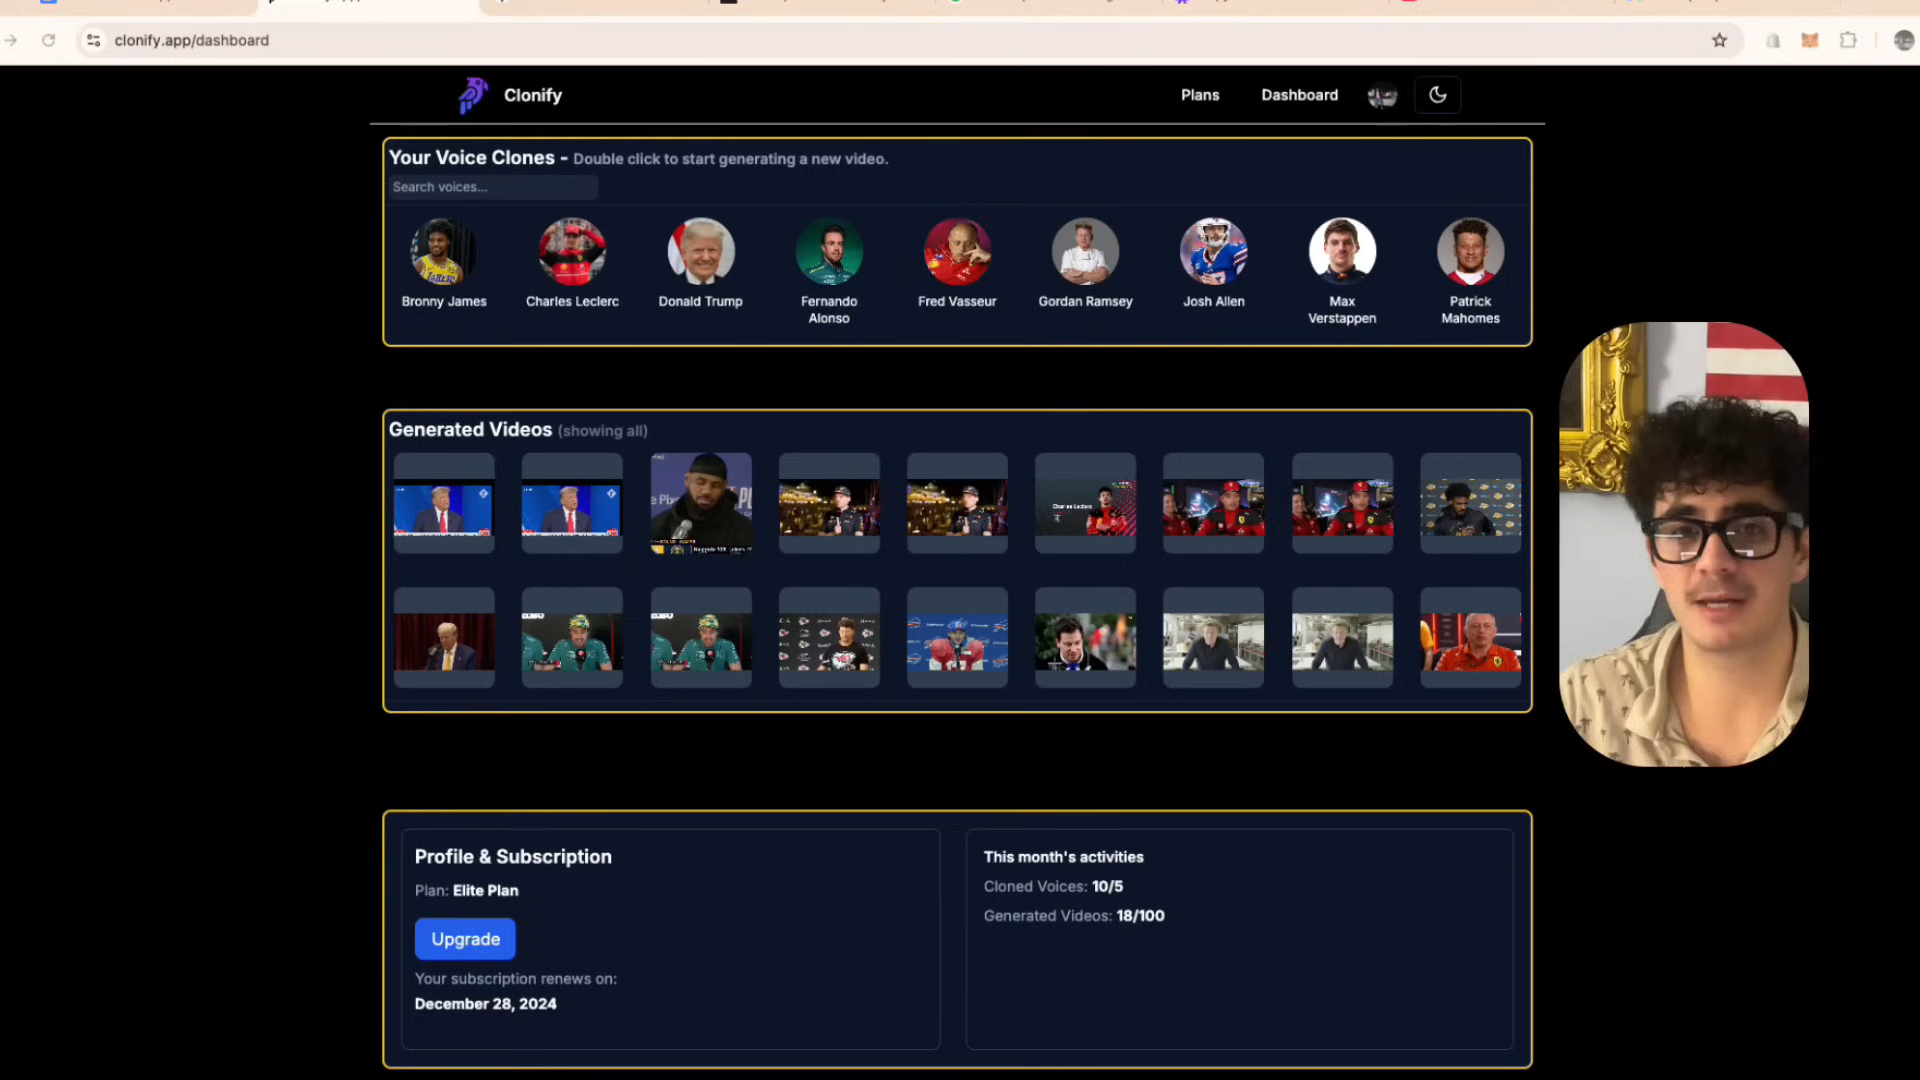 clonify.app/dashboard
Clonify
Plans
Dashboard
Your Voice Clones - Double click to start generating a new video.
Search voices...
Bronny James
Charles Leclerc
Donald Trump
Fernando
Alonso
Fred Vasseur
Gordan Ramsey
Josh Allen
Max
Verstappen
Patrick
Mahomes
Generated Videos (showing all)
Profile & Subscription
Plan: Elite Plan
Upgrade
Your subscription renews on:
December 28, 2024
This month's activities
Cloned Voices: 10/5
Generated Videos: 18/100